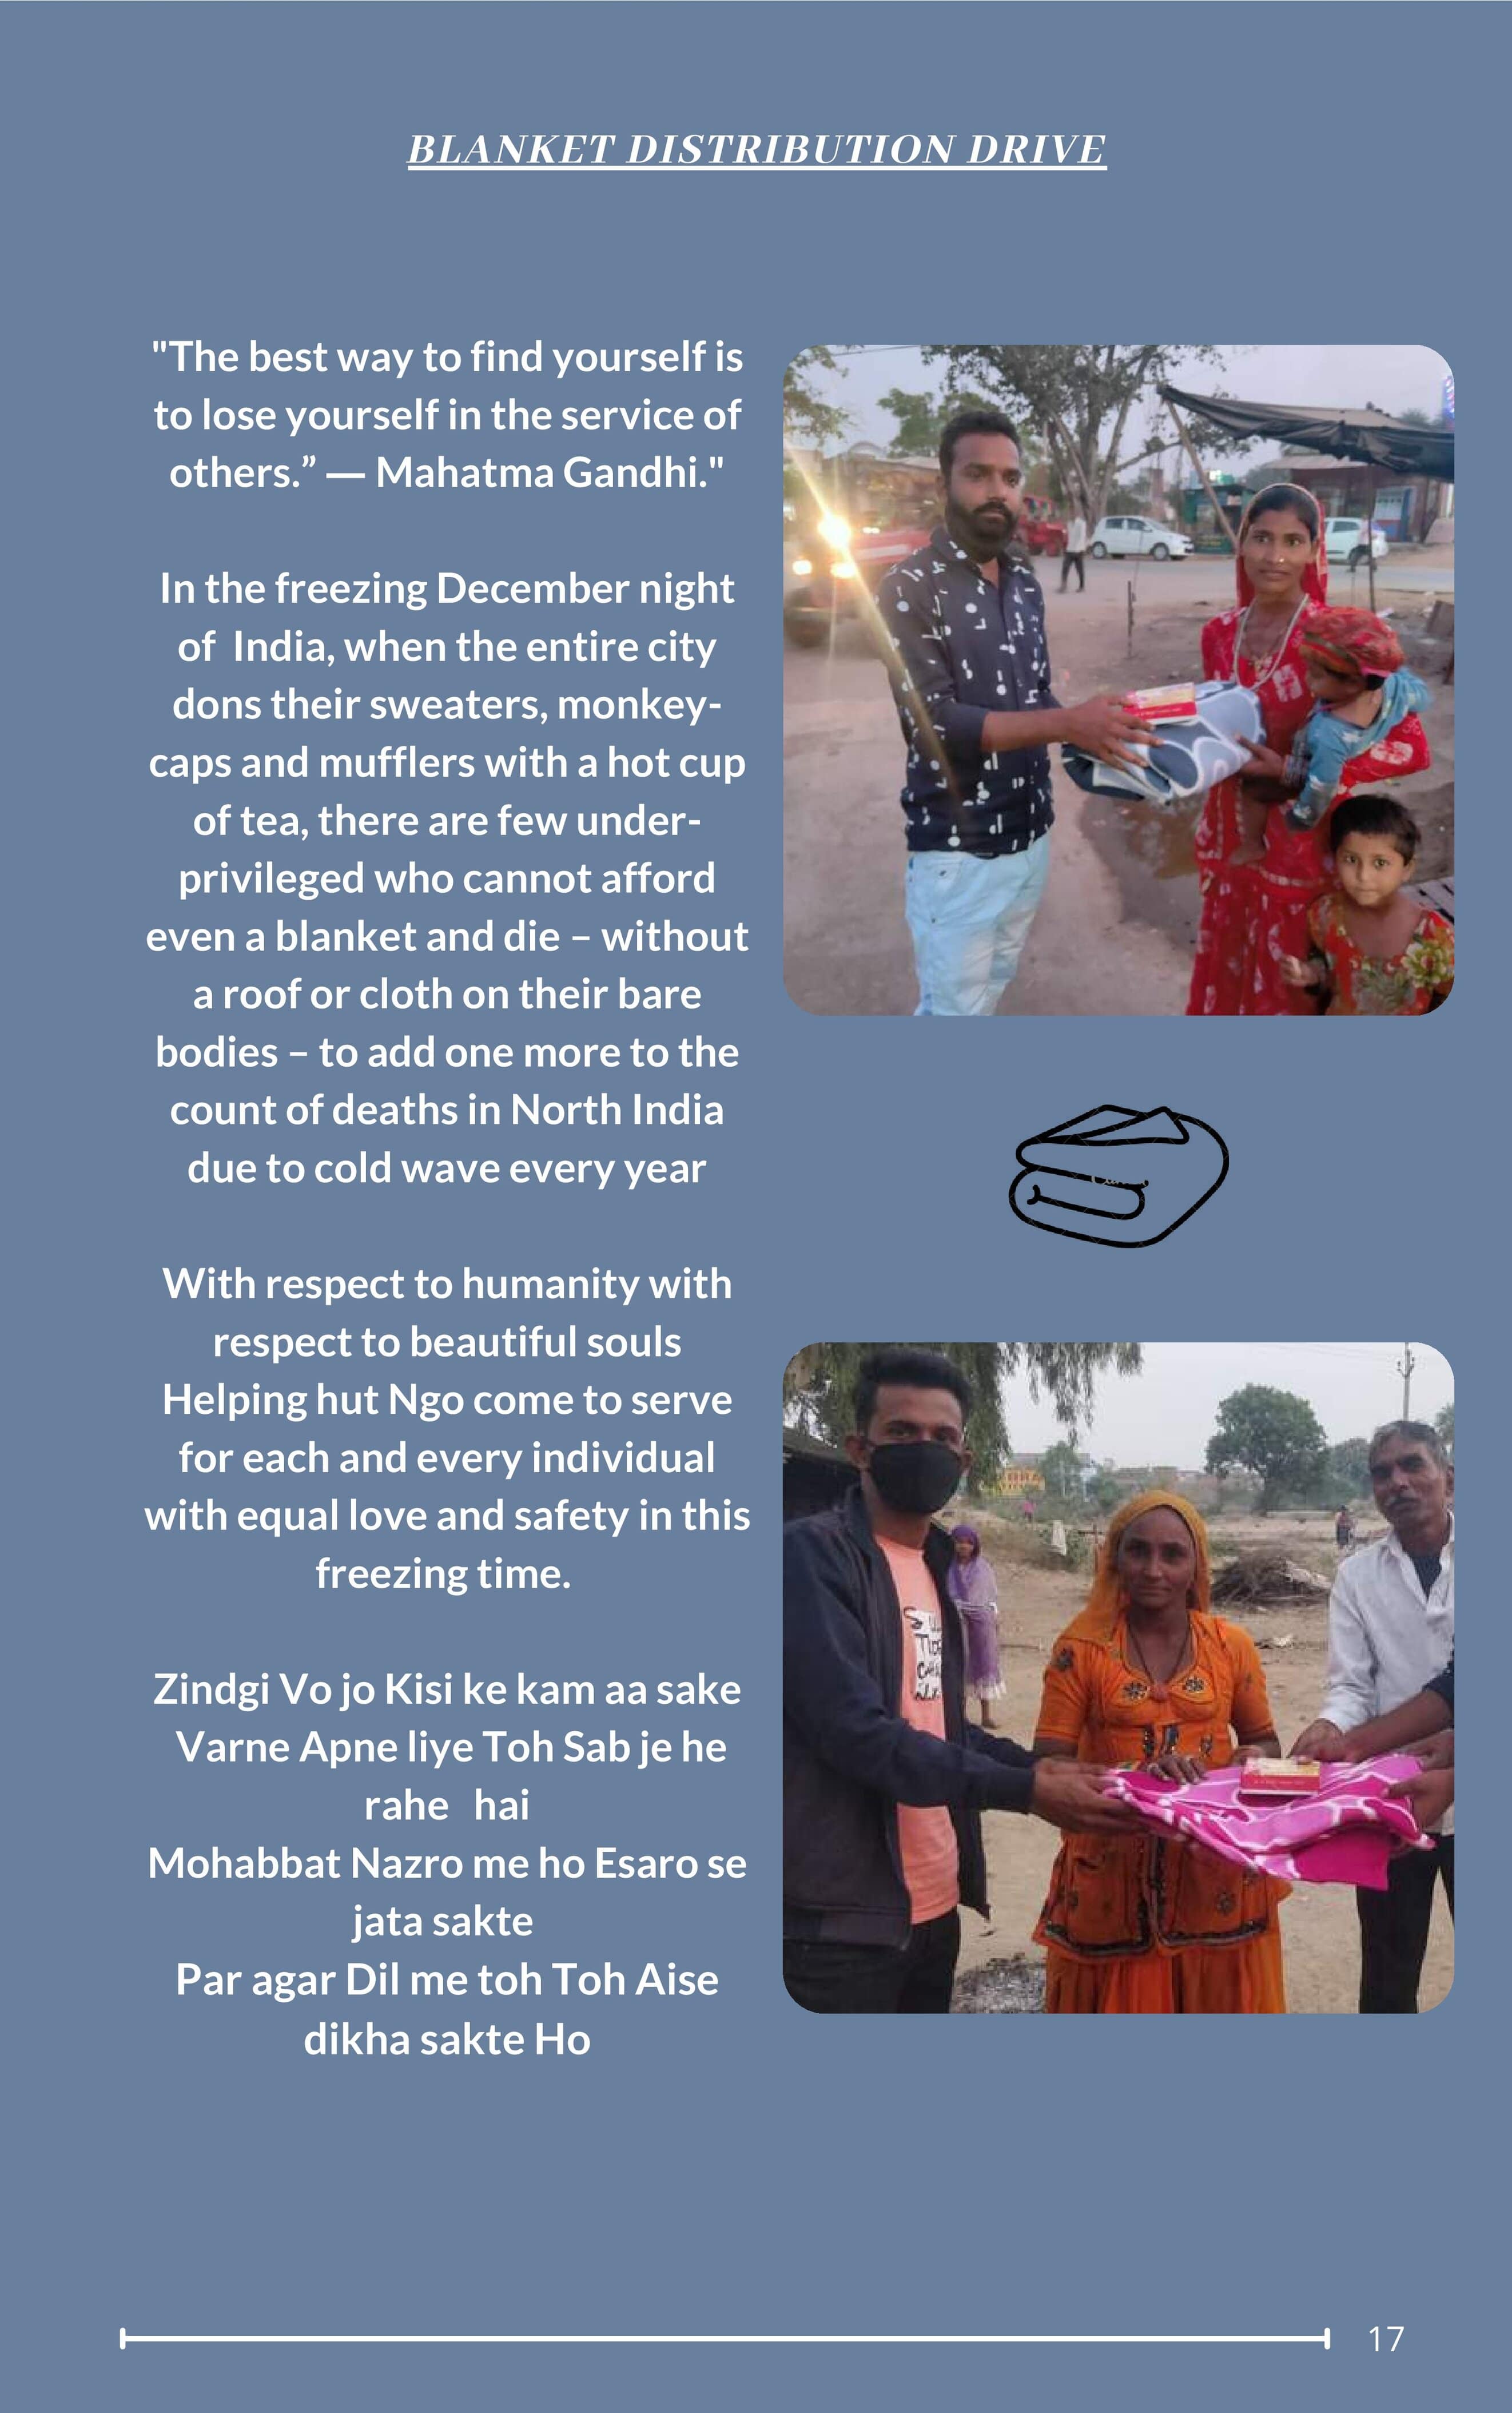 BLANKET DISTRIBUTION DRIVE
"The best way to find yourself is
to lose yourself in the service of
others.” — Mahatma Gandhi."
In the freezing December night
of  India, when the entire city
dons their sweaters, monkey-
caps and mufflers with a hot cup
of tea, there are few under-
privileged who cannot afford
even a blanket and die – without
a roof or cloth on their bare
bodies – to add one more to the
count of deaths in North India
due to cold wave every year
With respect to humanity with
respect to beautiful souls
Helping hut Ngo come to serve
for each and every individual
with equal love and safety in this
freezing time.
Zindgi Vo jo Kisi ke kam aa sake
Varne Apne liye Toh Sab je he
rahe   hai
Mohabbat Nazro me ho Esaro se
jata sakte
Par agar Dil me toh Toh Aise
dikha sakte Ho
17